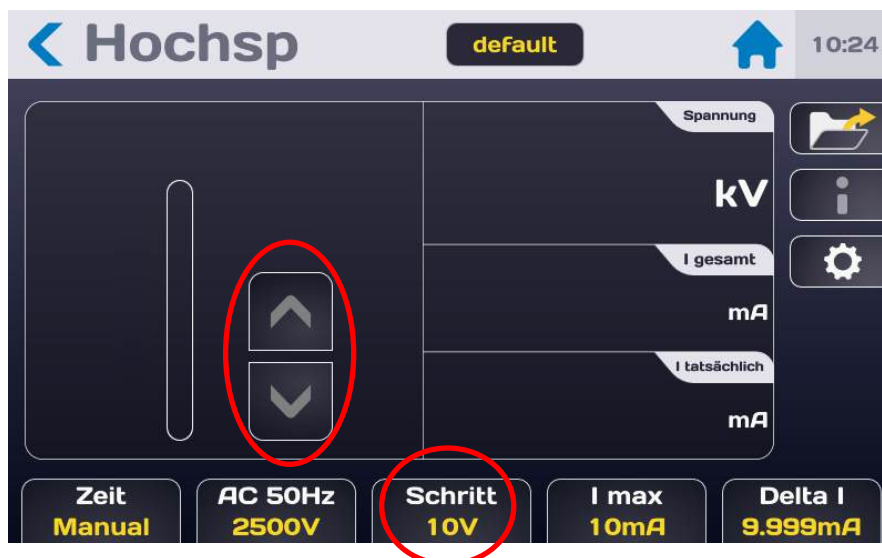 Hochsp
default
10:24
Spannung
kV
I gesamt
mA
I tatsächlich
mA
Zeit
Manual
AC 50Hz
2500V
Schritt
10V
I max
10mA
Delta I
9.999mA